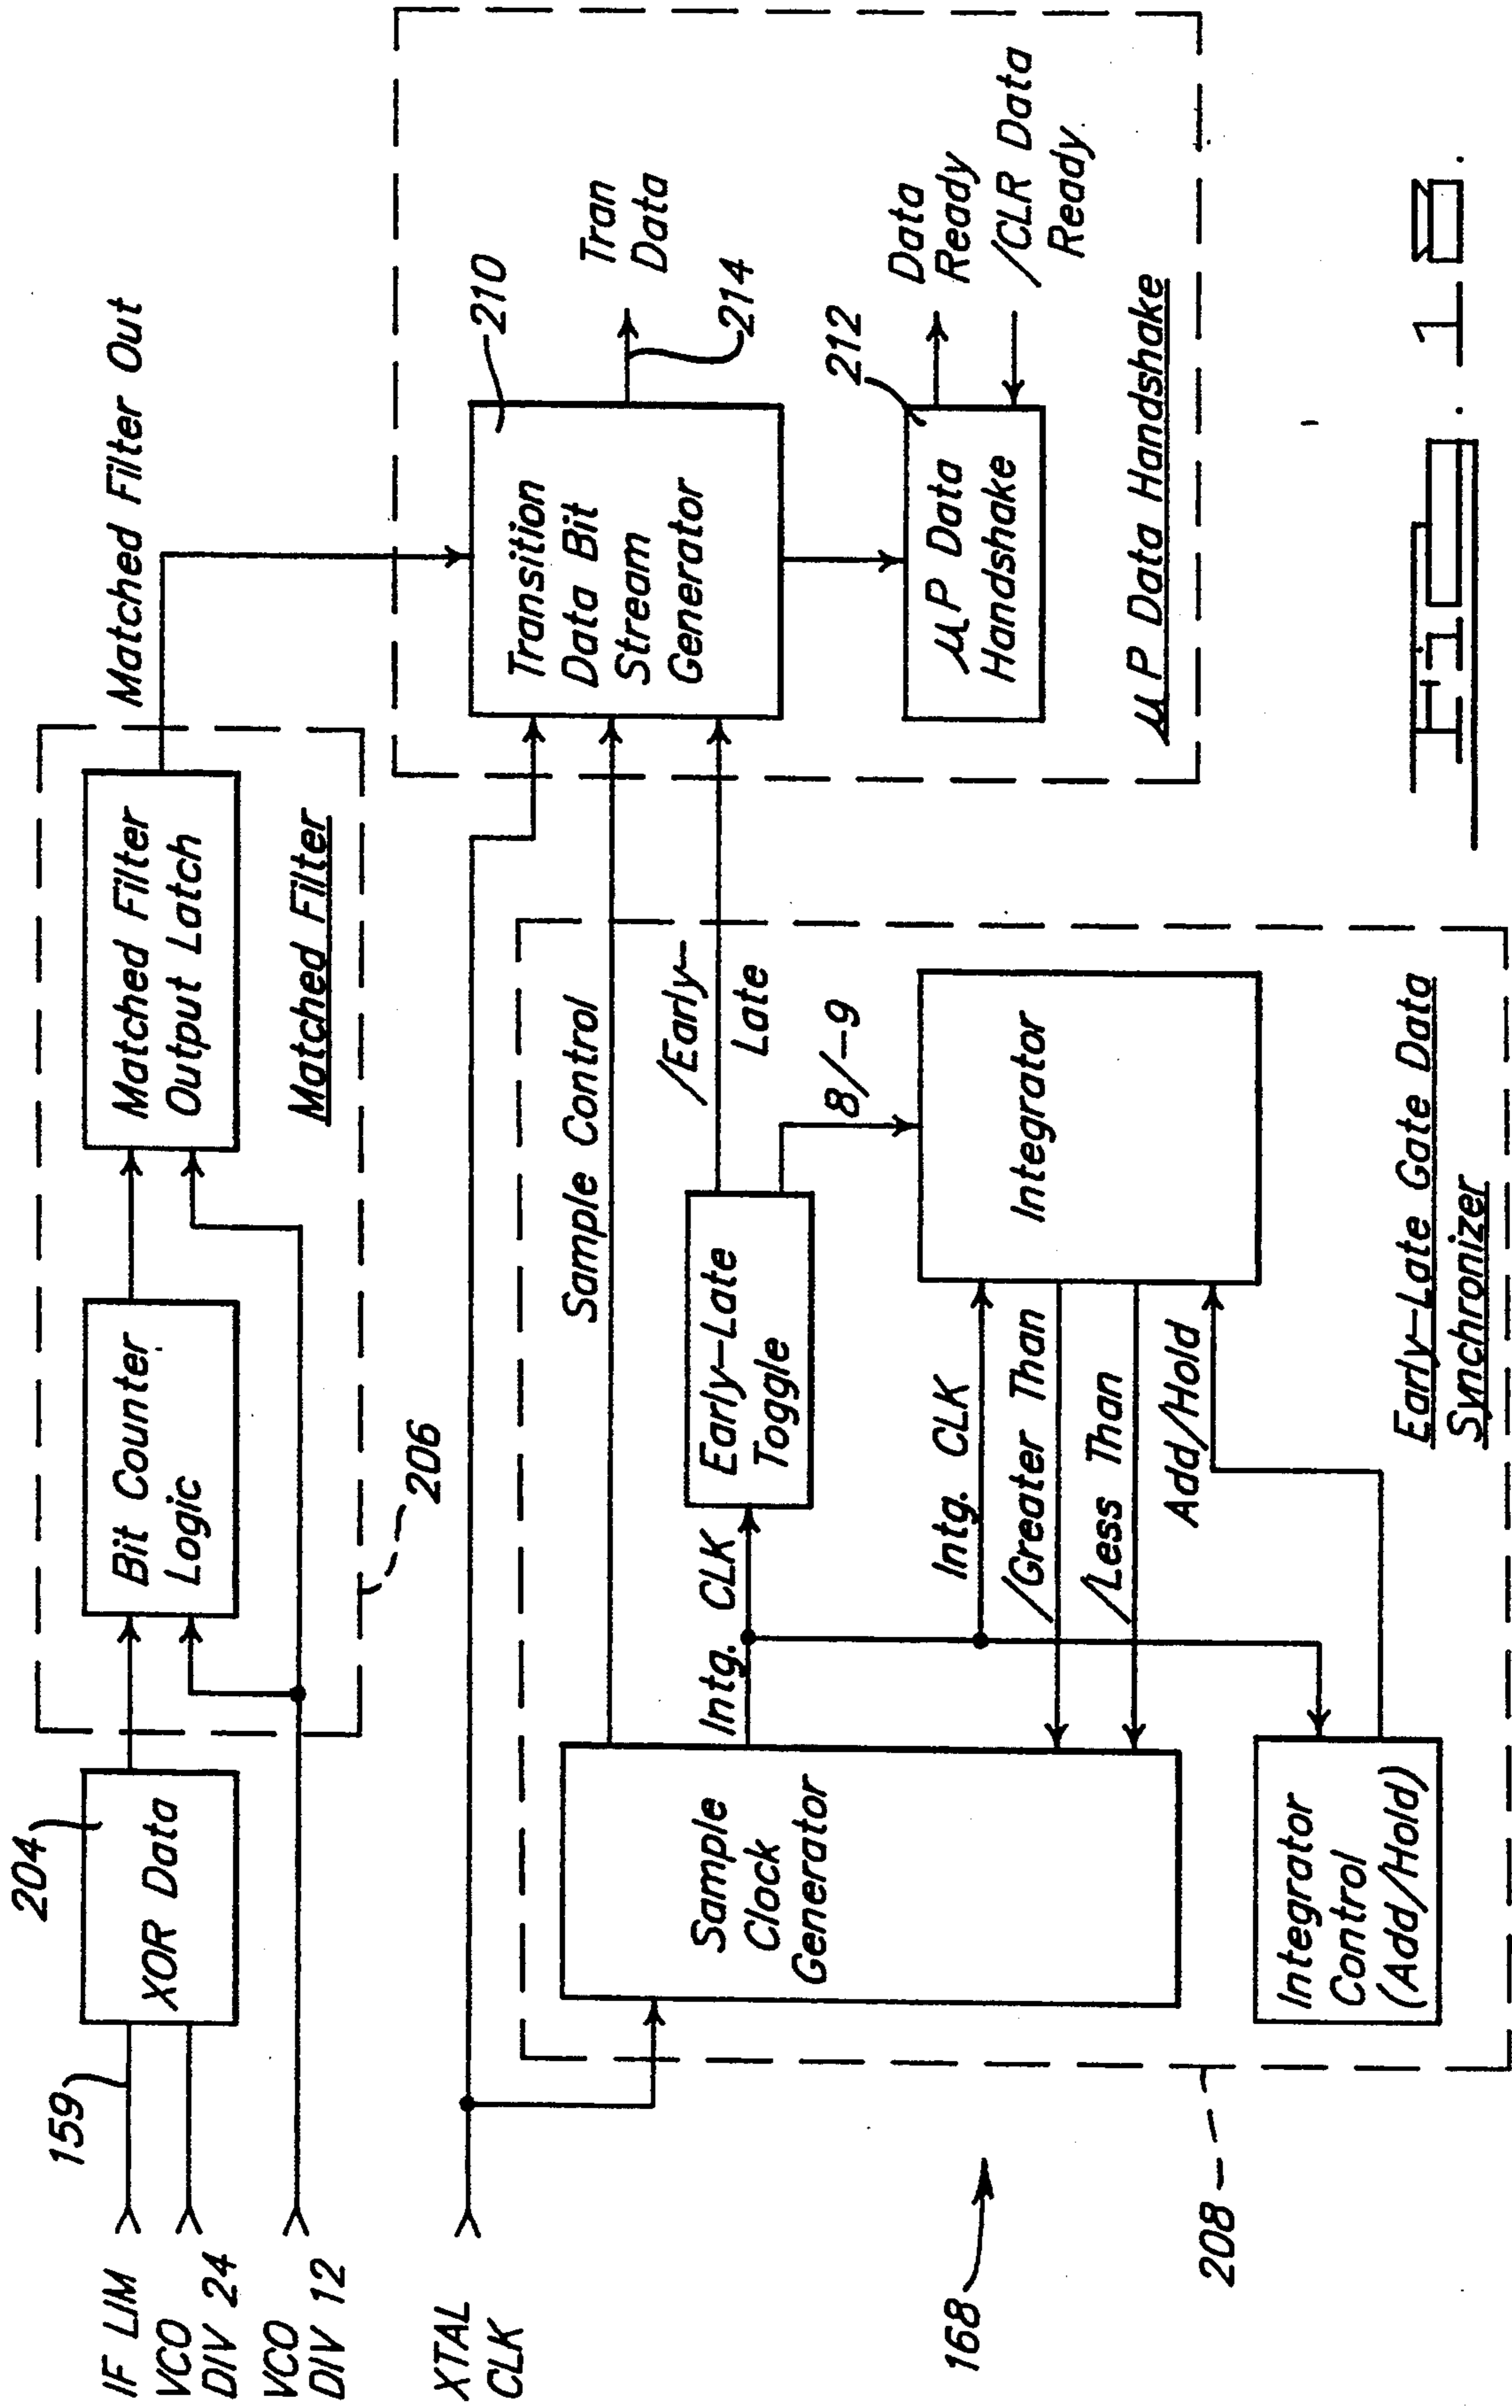 IF LIM
VCO
DIV 24
VCO
DIV 12
XTAL
CLK
159
204
XOR Data
Bit Counter
Logic
Matched Filter
Output Latch
Matched Filter
206
Matched Filter Out
Sample Control
/Early-
Late
8/-9
Sample
Clock
Generator
Intg. CLK
Early-Late
Toggle
Intg. CLK
/Greater Than
/Less Than
Add/Hold
Integrator
Integrator
Control
(Add/Hold)
Early-Late Gate Data
Synchronizer
168
208
Transition
Data Bit
Stream
Generator
210
Tran
Data
214
μP Data
Handshake
212
Data
Ready
/CLR Data
Ready
μP Data Handshake